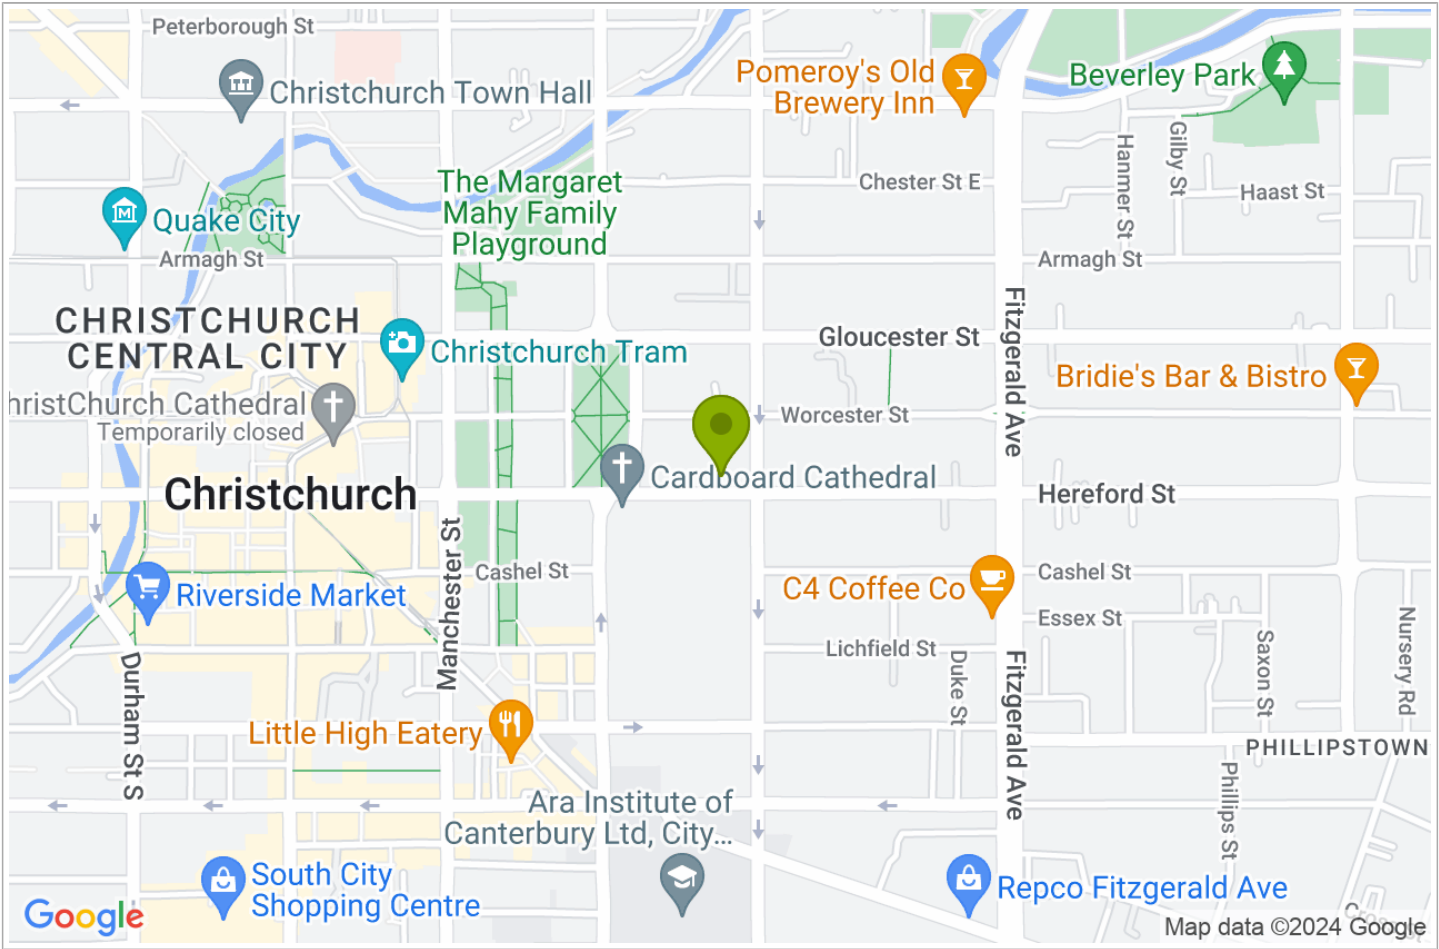 Peterborough St
Christchurch Town Hall
Pomeroy's Old
Brewery Inn
Beverley Park
Gilby St
Hanmer St
Haast St
The Margaret
Mahy Family
Playground
Chester St E
Quake City
Armagh St
Armagh St
CHRISTCHURCH
CENTRAL CITY
Christchurch Tram
Gloucester St
Fitzgerald Ave
Bridie's Bar & Bistro
hristChurch Cathedral
Temporarily closed
Worcester St
Cardboard Cathedral
Christchurch
Hereford St
Manchester St
Cashel St
Cashel St
C4 Coffee Co
Riverside Market
Essex St
Lichfield St
Durham St S
Duke St
Fitzgerald Ave
Saxon St
Nursery Rd
Little High Eatery
PHILLIPSTOWN
Phillips St
Ara Institute of
Canterbury Ltd, City...
South City
Shopping Centre
Repco Fitzgerald Ave
Google
Map data ©2024 Google